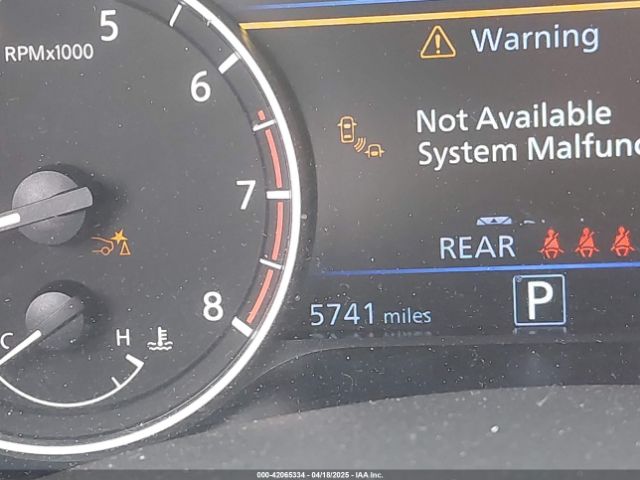 5
RPMx1000
6
7
8
C
H
Warning
Not Available
System Malfunc
REAR
5741 miles
P
000-42065334 - 04/18/2025 - IAA Inc.